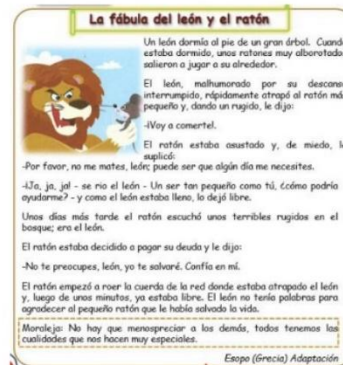 La fábula del león y el ratón
Un león dormía al pie de un gran árbol. Cuand
estaba dormido, unos ratones muy alborotado
salieron a jugar a su alrededor.
El león, malhumorado por su descans
interrumpido, rápidamente atrapó al ratón má
pequeño y, dando un rugido, le dijo:
-¡Voy a comerte!.
El ratón estaba asustado y, de miedo, l
suplicó:
-Por favor, no me mates, león; puede ser que algún día me necesites.
-¡Ja, ja, ja! - se rio el león - Un ser tan pequeño como tú, ¿cómo podría
ayudarme? - y como el león estaba lleno, lo dejó libre.
Unos días más tarde el ratón escuchó unos terribles rugidos en el
bosque; era el león.
El ratón estaba decidido a pagar su deuda y le dijo:
-No te preocupes, león, yo te salvaré. Confía en mí.
El ratón empezó a roer la cuerda de la red donde estaba atrapado el león
y, luego de unos minutos, ya estaba libre. El león no tenía palabras para
agradecer al pequeño ratón que le había salvado la vida.
Moraleja: No hay que menospreciar a los demás, todos tenemos las
cualidades que nos hacen muy especiales.
Esopo (Grecia) Adaptación